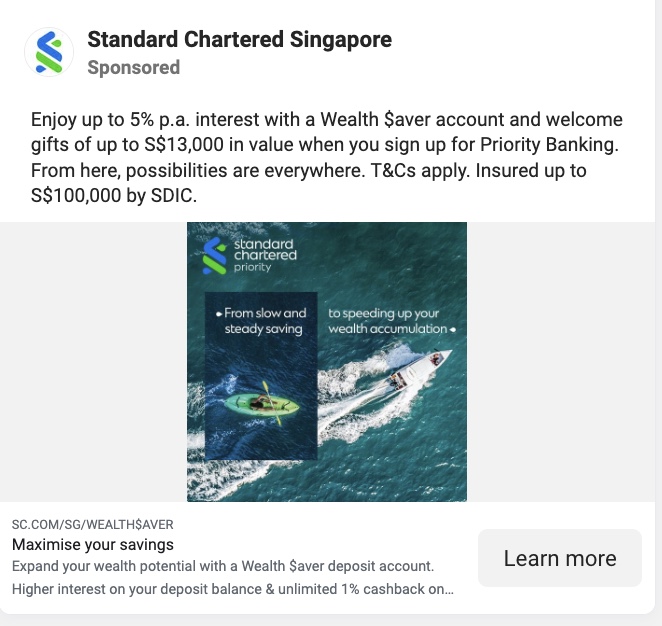 Standard Chartered Singapore
Sponsored
Enjoy up to 5% p.a. interest with a Wealth $aver account and welcome
gifts of up to S$13,000 in value when you sign up for Priority Banking.
From here, possibilities are everywhere. T&Cs apply. Insured up to
S$100,000 by SDIC.
standard
chartered
priority
From slow and
steady saving
to speeding up your
wealth accumulation
SC.COM/SG/WEALTH$AVER
Maximise your savings
Expand your wealth potential with a Wealth $aver deposit account.
Higher interest on your deposit balance & unlimited 1% cashback on...
Learn more